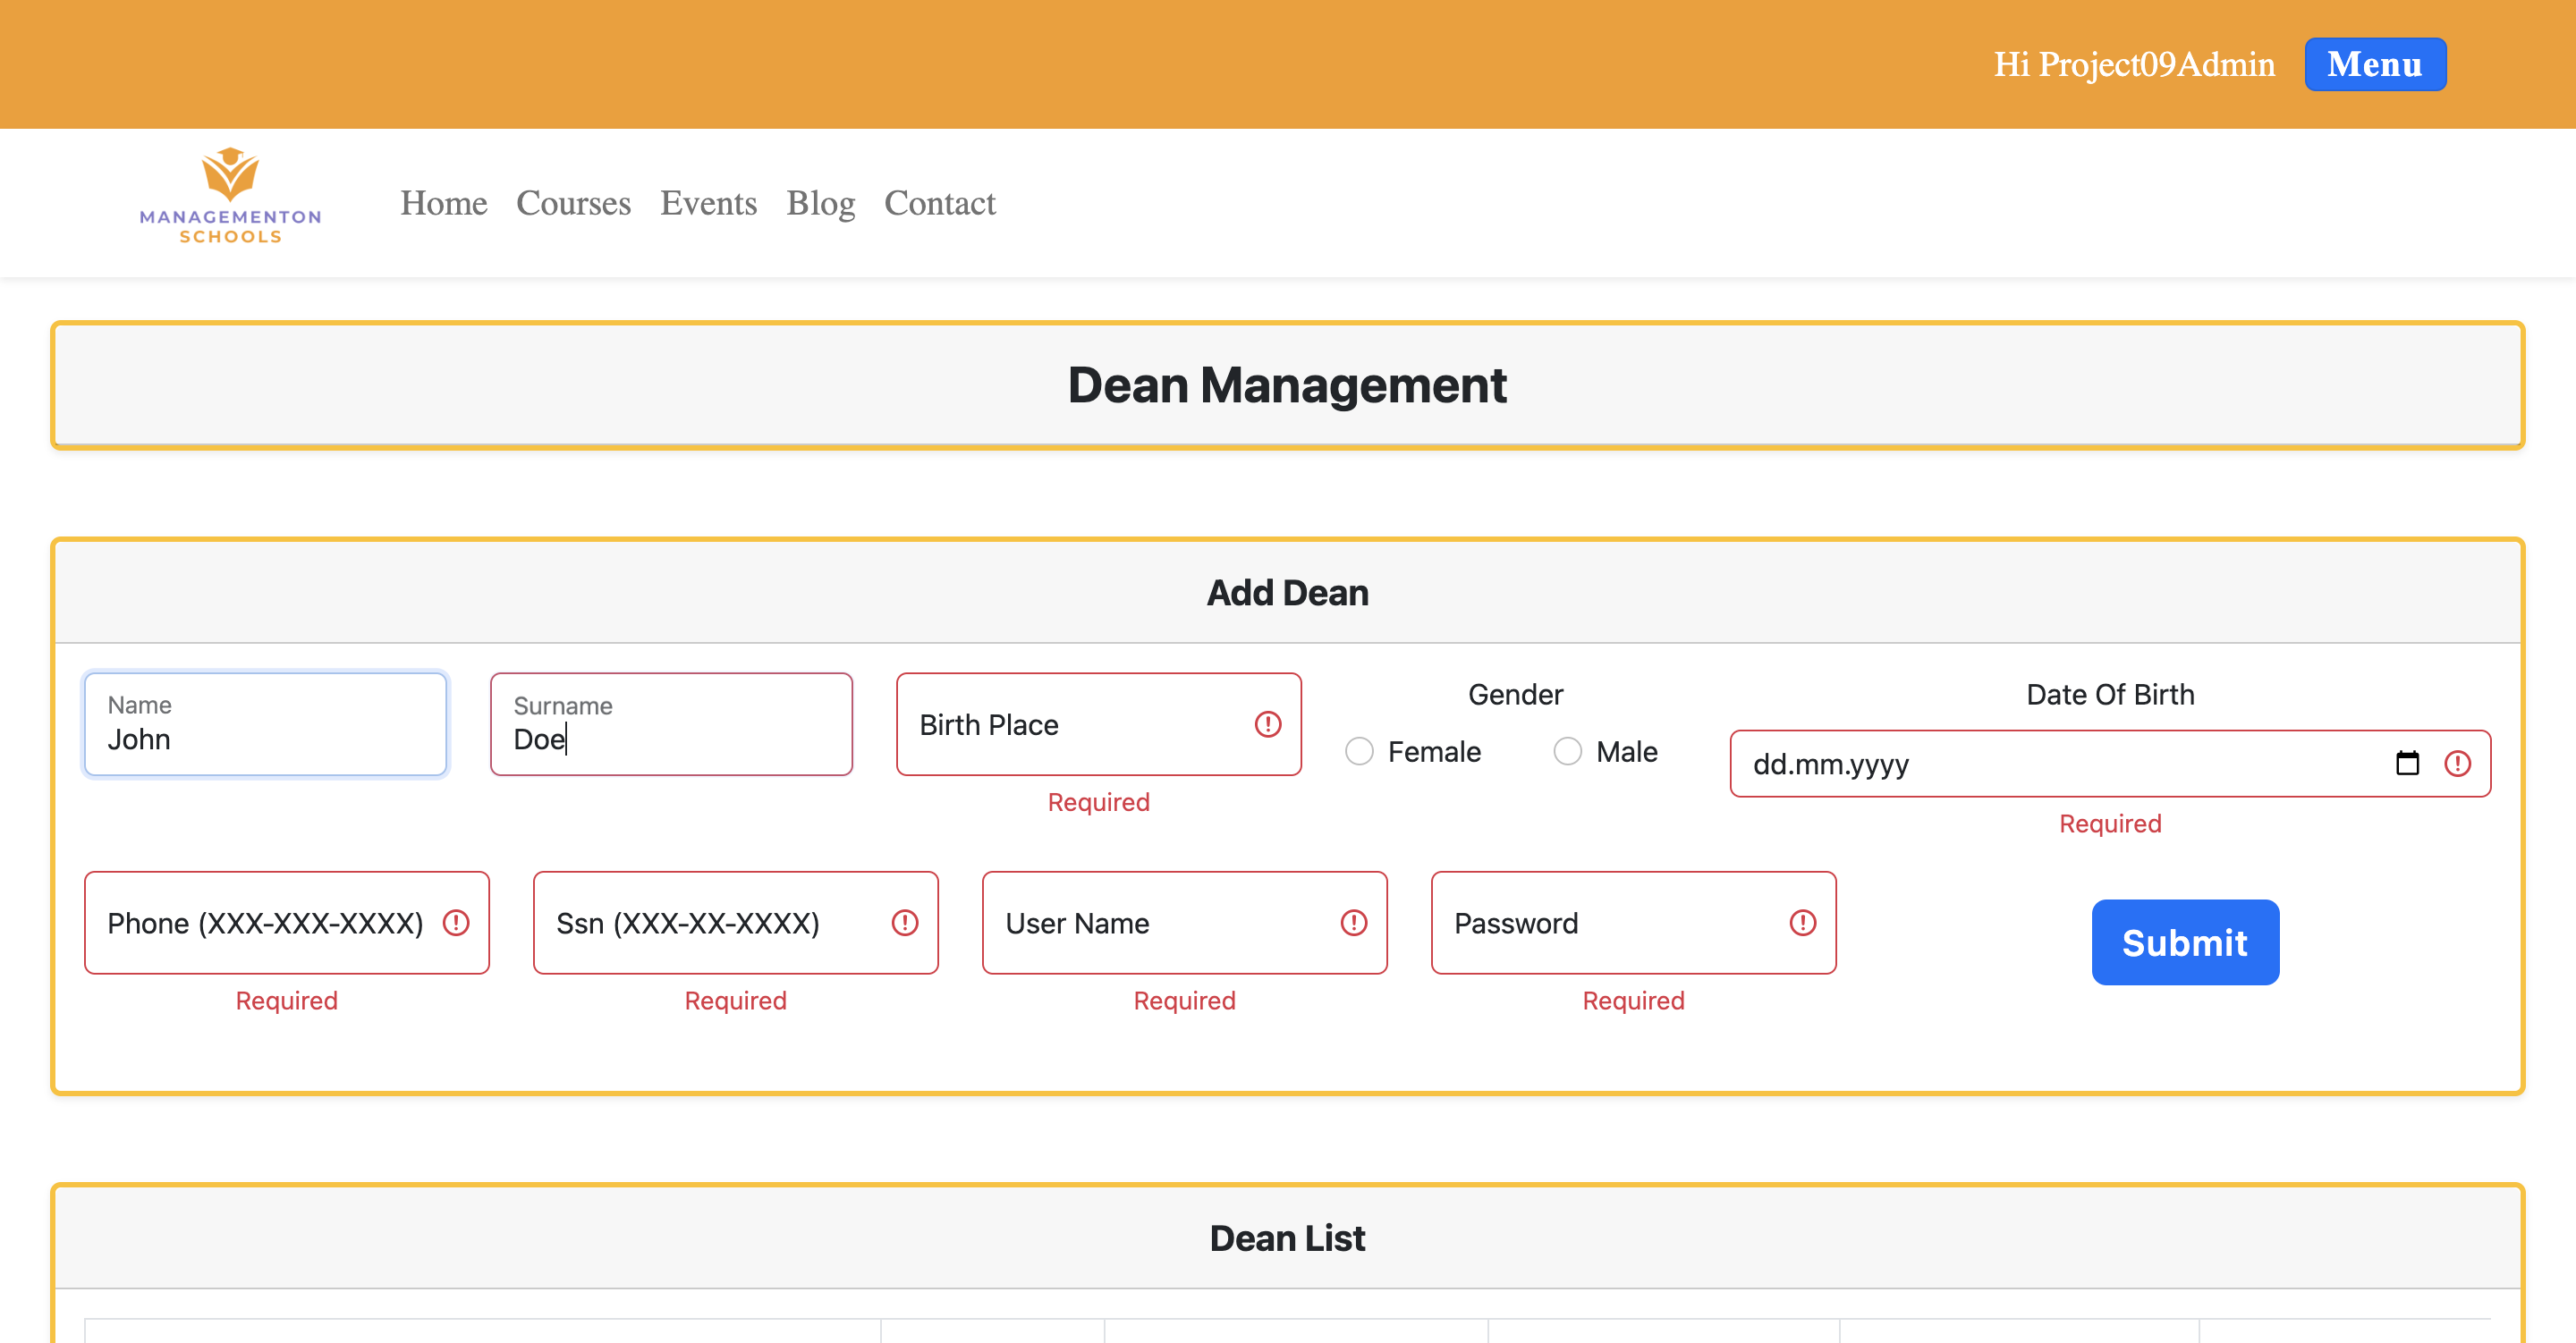 Hi Project09Admin Menu
MANAGEMENTON
SCHOOLS
Home Courses Events Blog Contact
Dean Management
Add Dean
Name
John
Surname
Doe
Birth Place
Required
Gender
Female Male
Date Of Birth
dd.mm.yyyy
Required
Phone (XXX-XXX-XXXX)
Required
Ssn (XXX-XX-XXXX)
Required
User Name
Required
Password
Required
Submit
Dean List